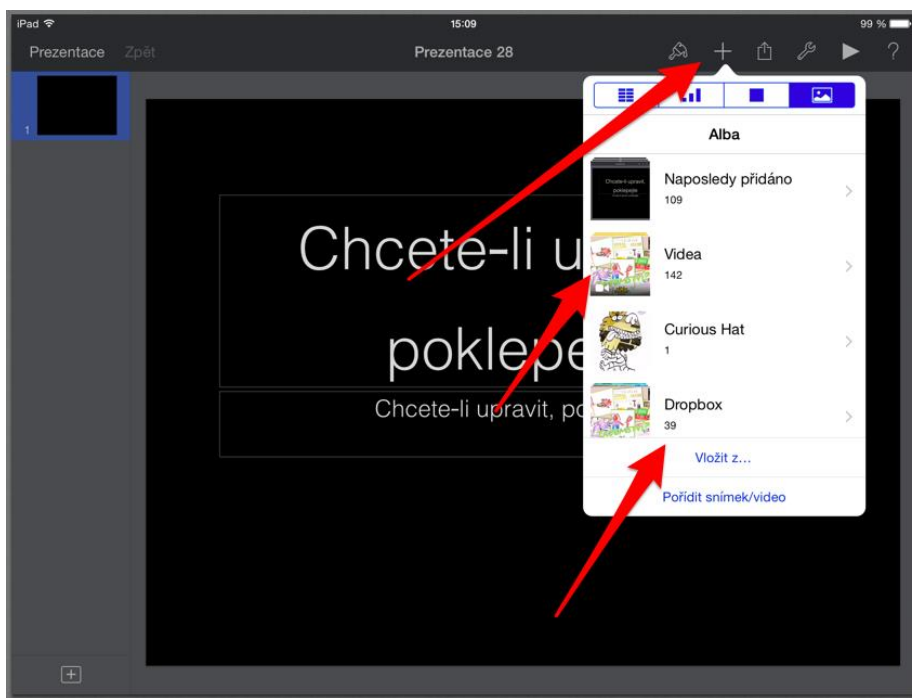 iPad 15:09 99 %
Prezentace Zpět Prezentace 28 ?
1
Alba
Naposledy přidáno
109
Videa
142
Curious Hat
1
Dropbox
39
Vložit z...
Pořídit snímek/video
Chcete-li u
poklepe
Chcete-li upravit, po